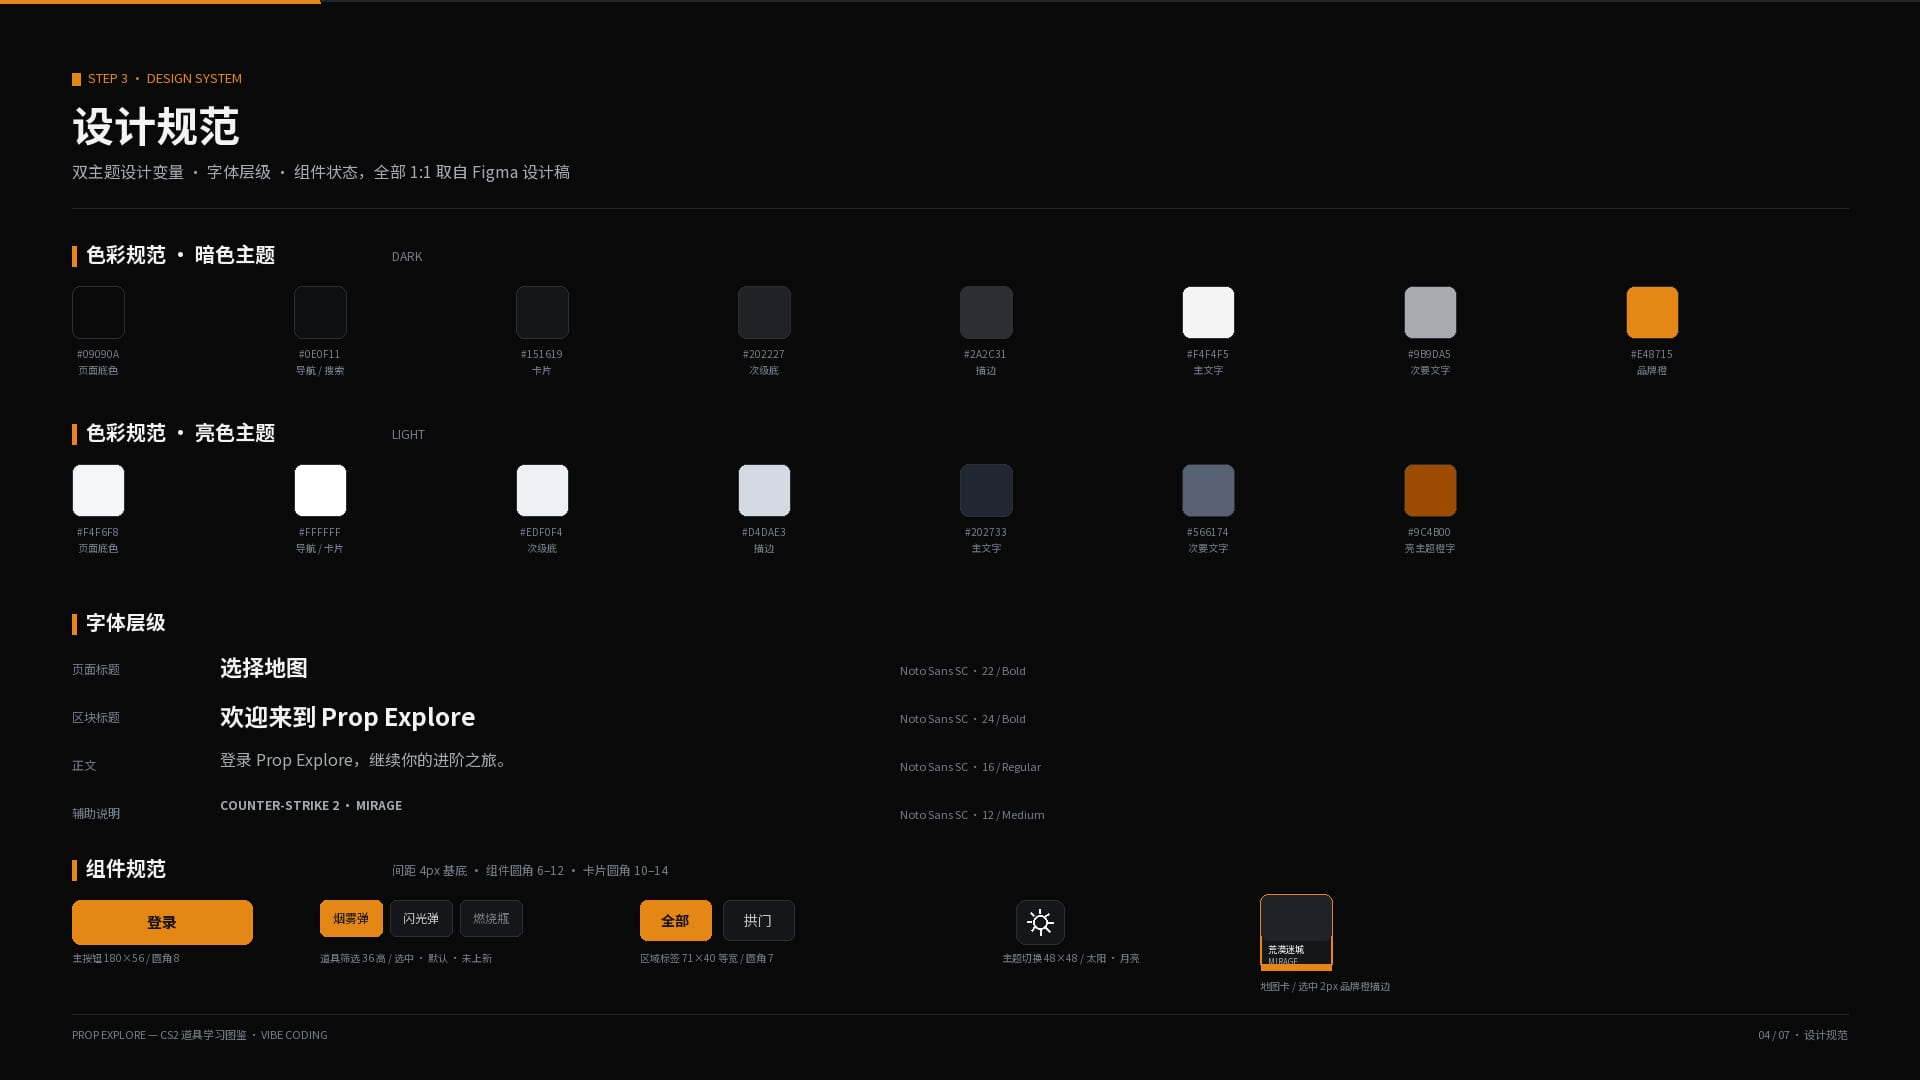 STEP 3 · DESIGN SYSTEM
设计规范
双主题设计变量 · 字体层级 · 组件状态，全部 1:1 取自 Figma 设计稿
色彩规范 · 暗色主题 DARK
#09090A #0E0F11 #151619 #202227 #2A2C31 #F4F4F5 #9B9DA5 #E48715
页面底色 导航 / 搜索 卡片 次级底 描边 主文字 次要文字 品牌橙
色彩规范 · 亮色主题 LIGHT
#F4F6F8 #FFFFFF #EDF0F4 #D4DAE3 #202733 #566174 #9C4B00
页面底色 导航 / 卡片 次级底 描边 主文字 次要文字 亮主题橙字
字体层级
页面标题 选择地图 Noto Sans SC · 22 / Bold
区块标题 欢迎来到 Prop Explore Noto Sans SC · 24 / Bold
正文 登录 Prop Explore，继续你的进阶之旅。 Noto Sans SC · 16 / Regular
辅助说明 COUNTER-STRIKE 2 · MIRAGE Noto Sans SC · 12 / Medium
组件规范 间距 4px 基底 · 组件圆角 6–12 · 卡片圆角 10–14
登录 烟雾弹 闪光弹 燃烧瓶 全部 拱门
荒漠迷城
MIRAGE
主按钮 180×56 / 圆角 8 道具筛选 36 高 / 选中 · 默认 · 未上新 区域标签 71×40 等宽 / 圆角 7 主题切换 48×48 / 太阳 · 月亮
地图卡 / 选中 2px 品牌橙描边
PROP EXPLORE — CS2 道具学习图鉴 · VIBE CODING 04 / 07 · 设计规范